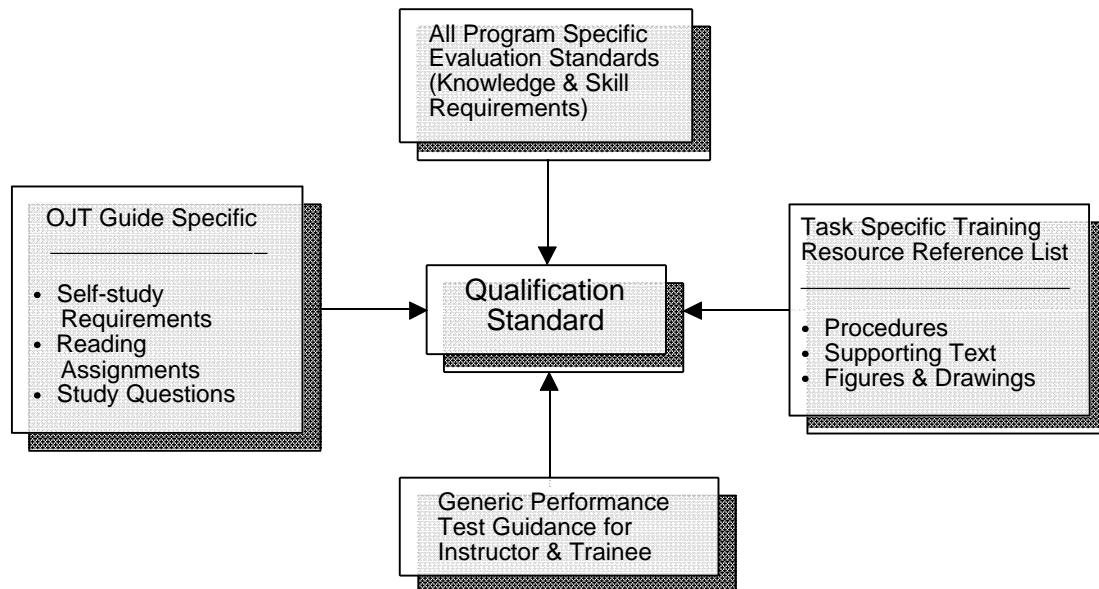 All Program Specific
Evaluation Standards
(Knowledge & Skill
Requirements)
OJT Guide Specific
• Self-study
Requirements
• Reading
Assignments
• Study Questions
Qualification
Standard
Task Specific Training
Resource Reference List
• Procedures
• Supporting Text
• Figures & Drawings
Generic Performance
Test Guidance for
Instructor & Trainee